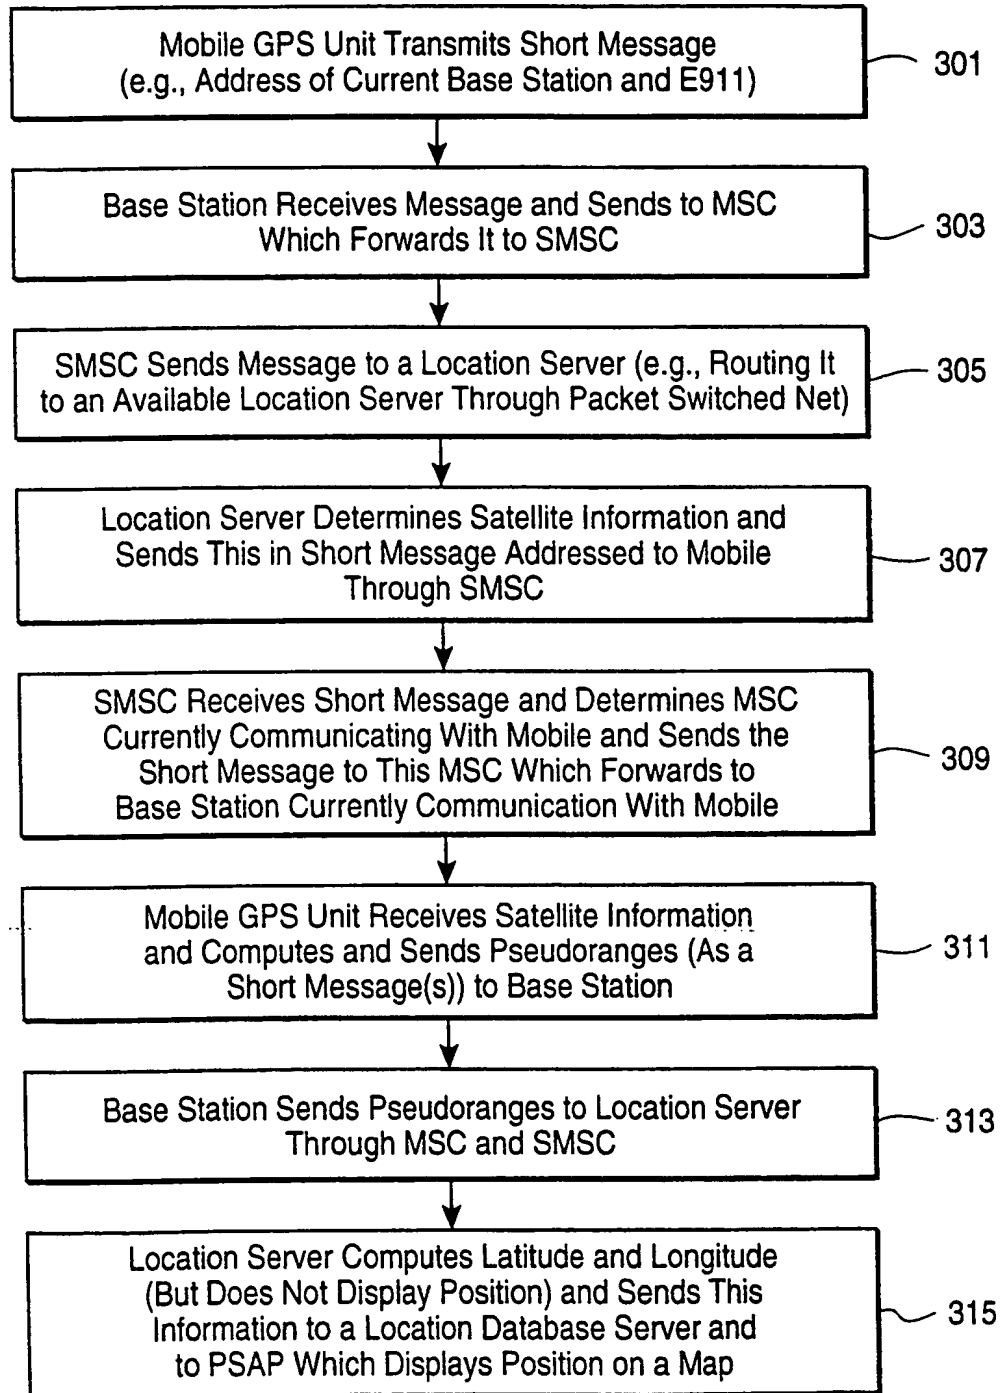 Mobile GPS Unit Transmits Short Message
(e.g., Address of Current Base Station and E911)
301
Base Station Receives Message and Sends to MSC
Which Forwards It to SMSC
303
SMSC Sends Message to a Location Server (e.g., Routing It
to an Available Location Server Through Packet Switched Net)
305
Location Server Determines Satellite Information and
Sends This in Short Message Addressed to Mobile
Through SMSC
307
SMSC Receives Short Message and Determines MSC
Currently Communicating With Mobile and Sends the
Short Message to This MSC Which Forwards to
Base Station Currently Communication With Mobile
309
Mobile GPS Unit Receives Satellite Information
and Computes and Sends Pseudoranges (As a
Short Message(s)) to Base Station
311
Base Station Sends Pseudoranges to Location Server
Through MSC and SMSC
313
Location Server Computes Latitude and Longitude
(But Does Not Display Position) and Sends This
Information to a Location Database Server and
to PSAP Which Displays Position on a Map
315